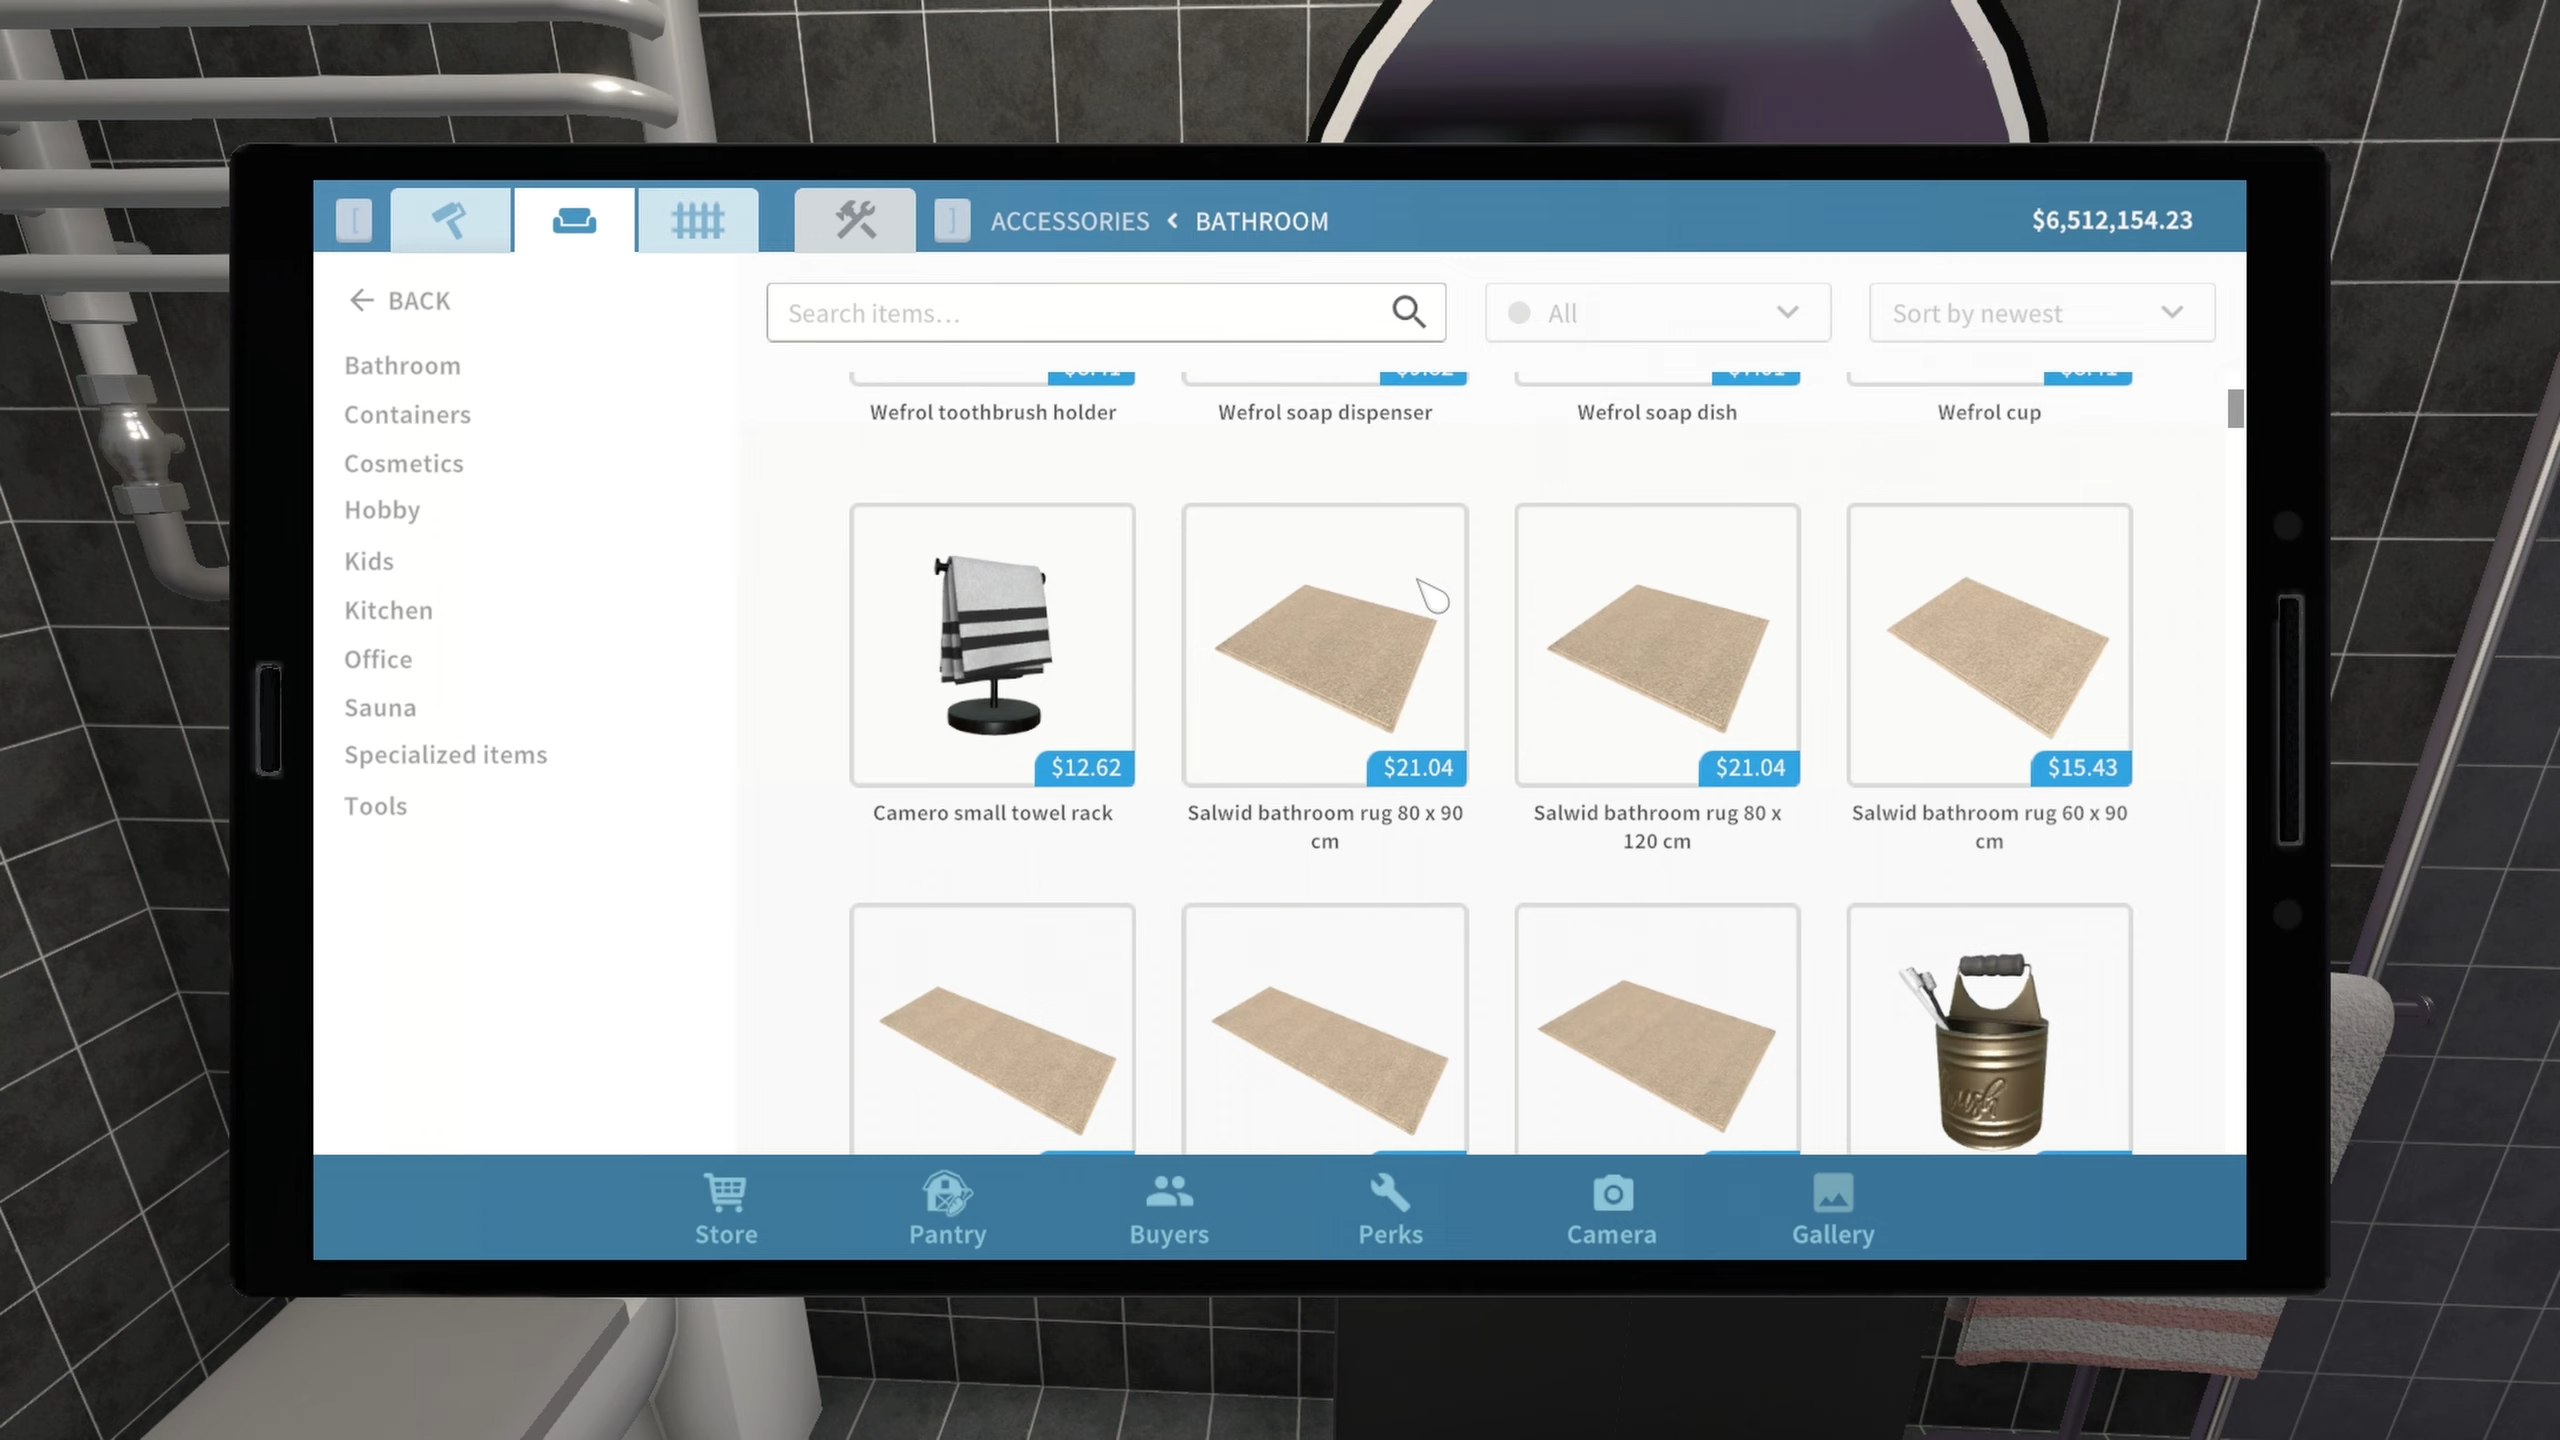 [
]
ACCESSORIES < BATHROOM
$6,512,154.23
BACK
Bathroom
Containers
Cosmetics
Hobby
Kids
Kitchen
Office
Sauna
Specialized items
Tools
Search items...
All
Sort by newest
Wefrol toothbrush holder
Wefrol soap dispenser
Wefrol soap dish
Wefrol cup
$12.62
$21.04
$21.04
$15.43
Camero small towel rack
Salwid bathroom rug 80 x 90
cm
Salwid bathroom rug 80 x
120 cm
Salwid bathroom rug 60 x 90
cm
Store
Pantry
Buyers
Perks
Camera
Gallery